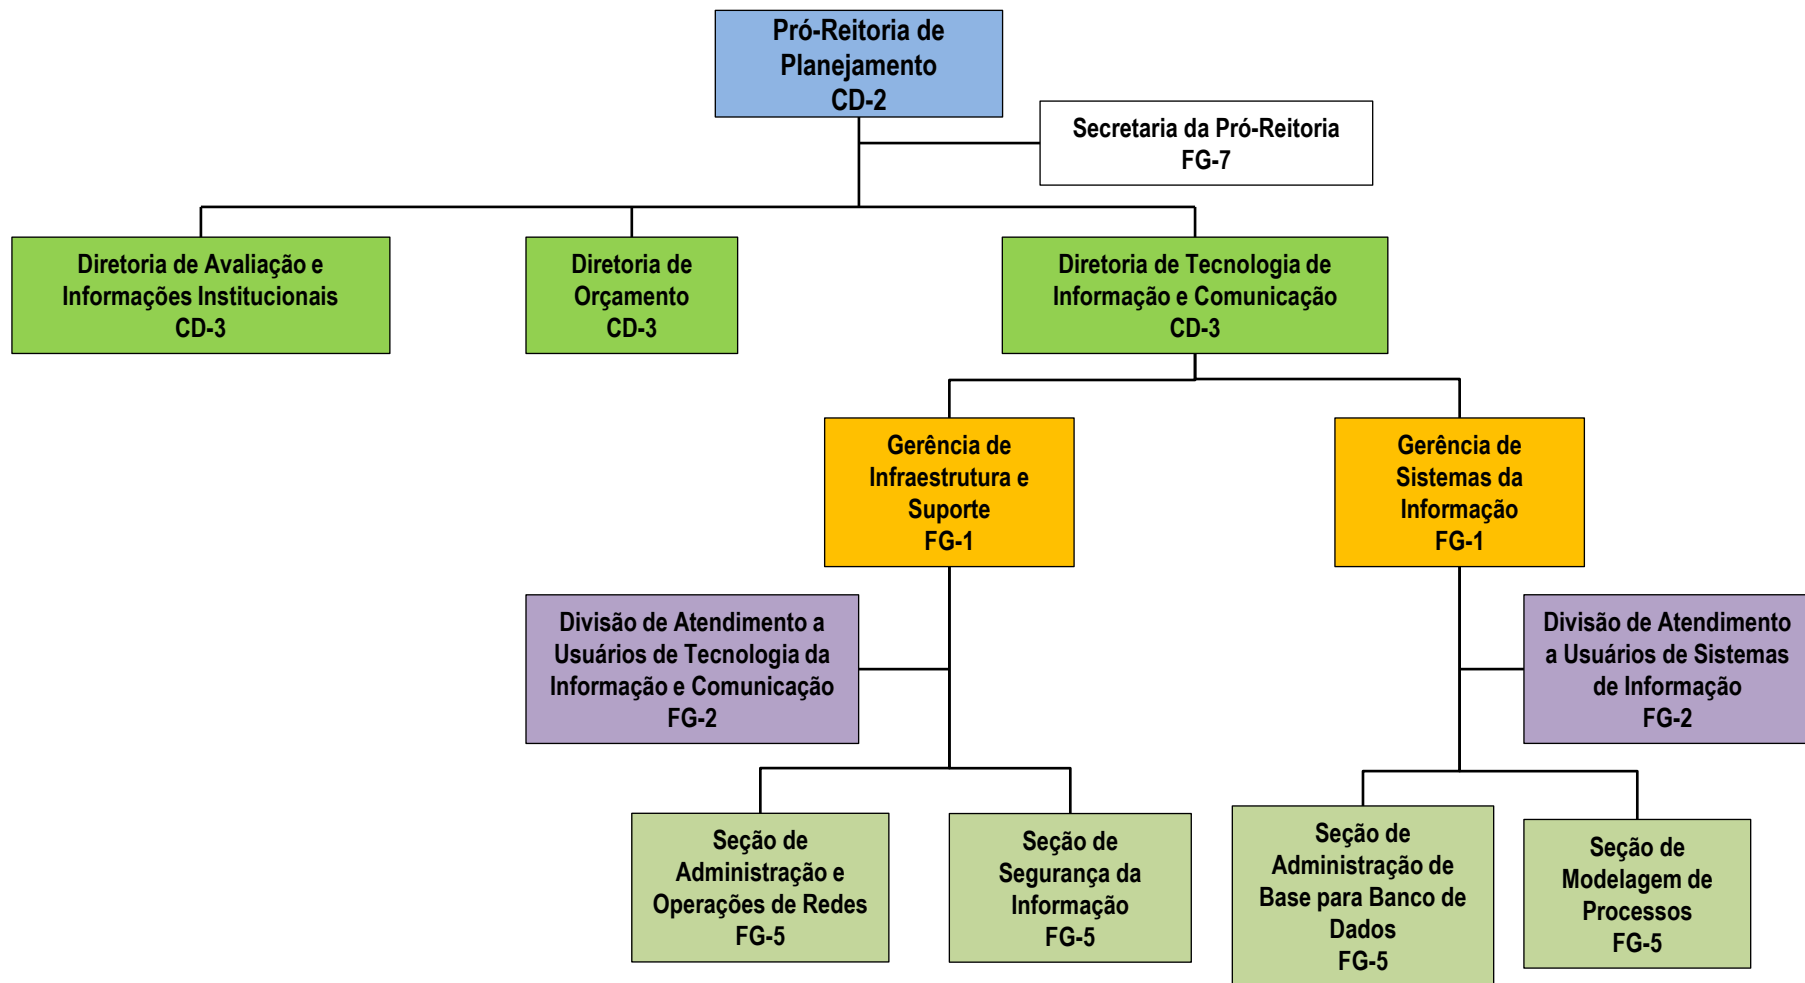 Pró-Reitoria de
Planejamento
CD-2
Secretaria da Pró-Reitoria
FG-7
Diretoria de Avaliação e
Informações Institucionais
CD-3
Diretoria de
Orçamento
CD-3
Diretoria de Tecnologia de
Informação e Comunicação
CD-3
Gerência de
Infraestrutura e
Suporte
FG-1
Gerência de
Sistemas da
Informação
FG-1
Divisão de Atendimento a
Usuários de Tecnologia da
Informação e Comunicação
FG-2
Divisão de Atendimento
a Usuários de Sistemas
de Informação
FG-2
Seção de
Administração e
Operações de Redes
FG-5
Seção de
Segurança da
Informação
FG-5
Seção de
Administração de
Base para Banco de
Dados
FG-5
Seção de
Modelagem de
Processos
FG-5